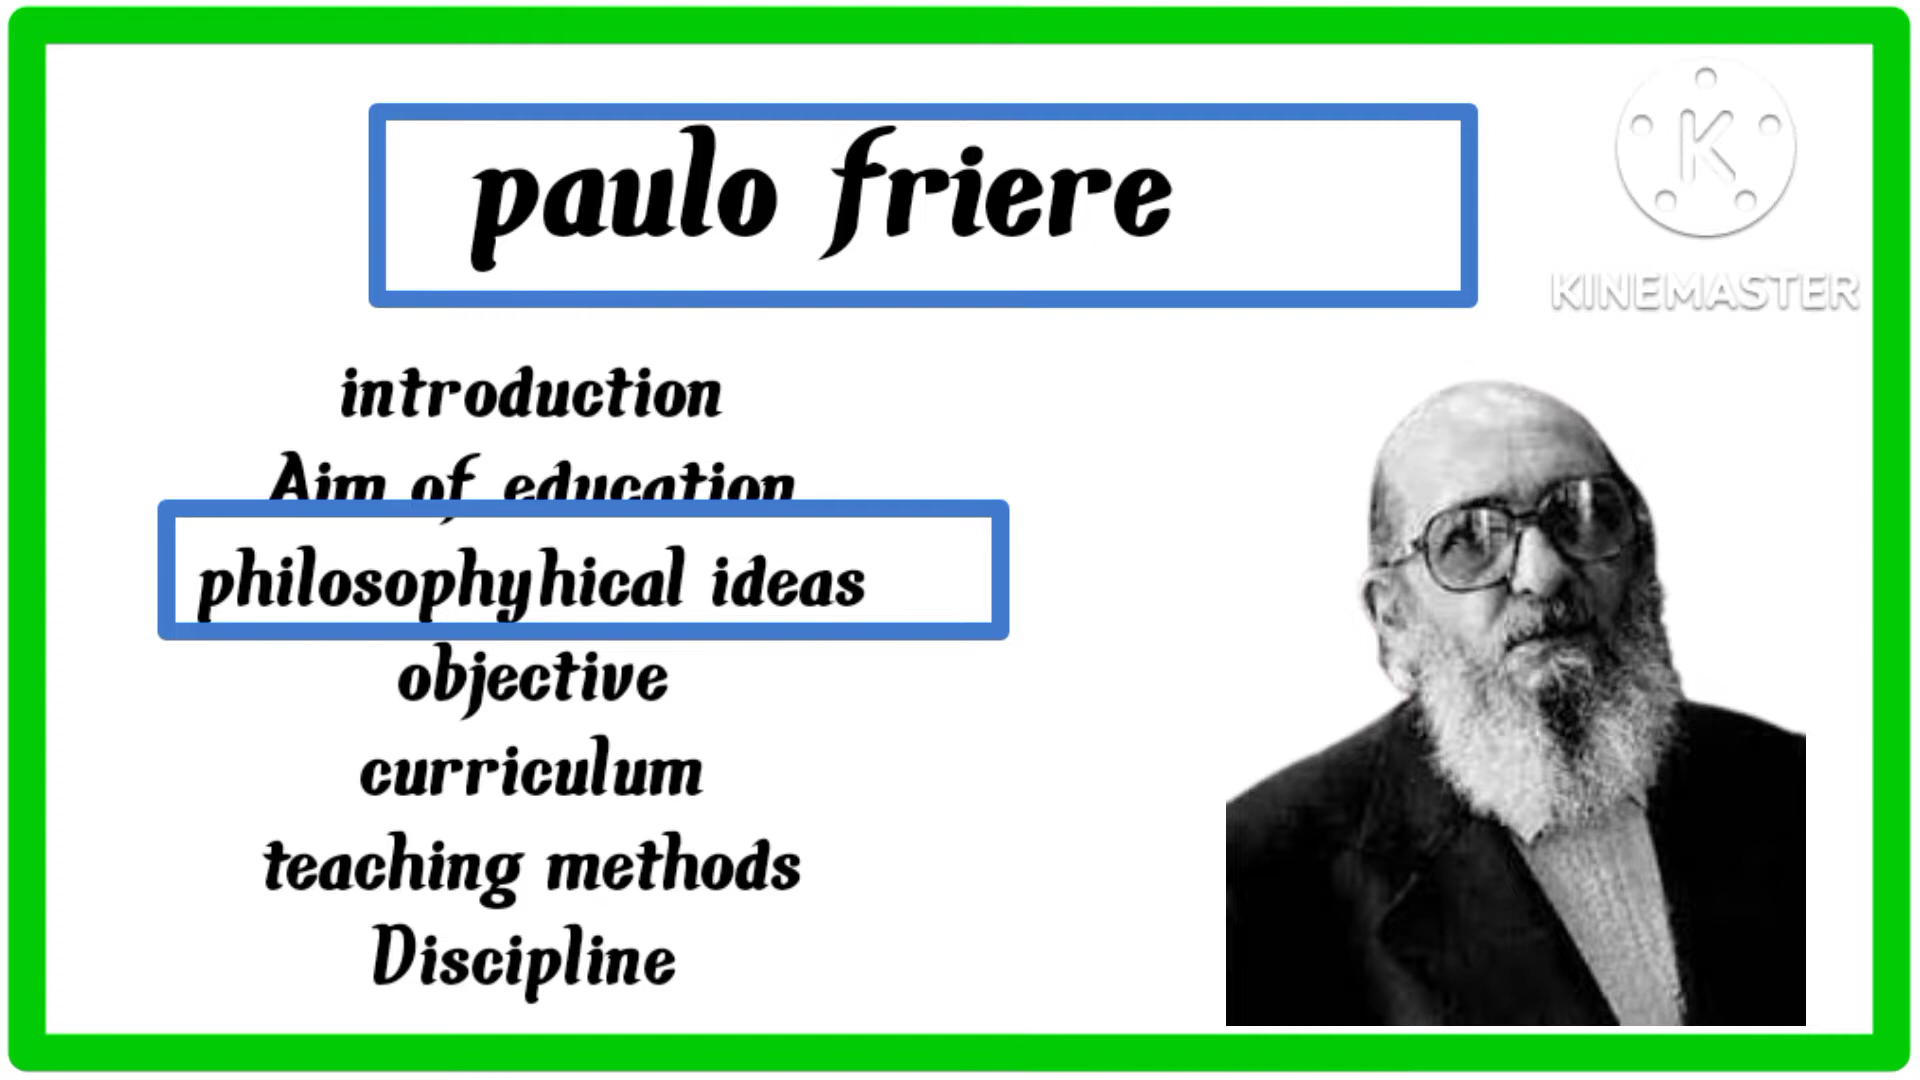 paulo friere
K
KINEMASTER
introduction
Aim of education
philosophyhical ideas
objective
curriculum
teaching methods
Discipline